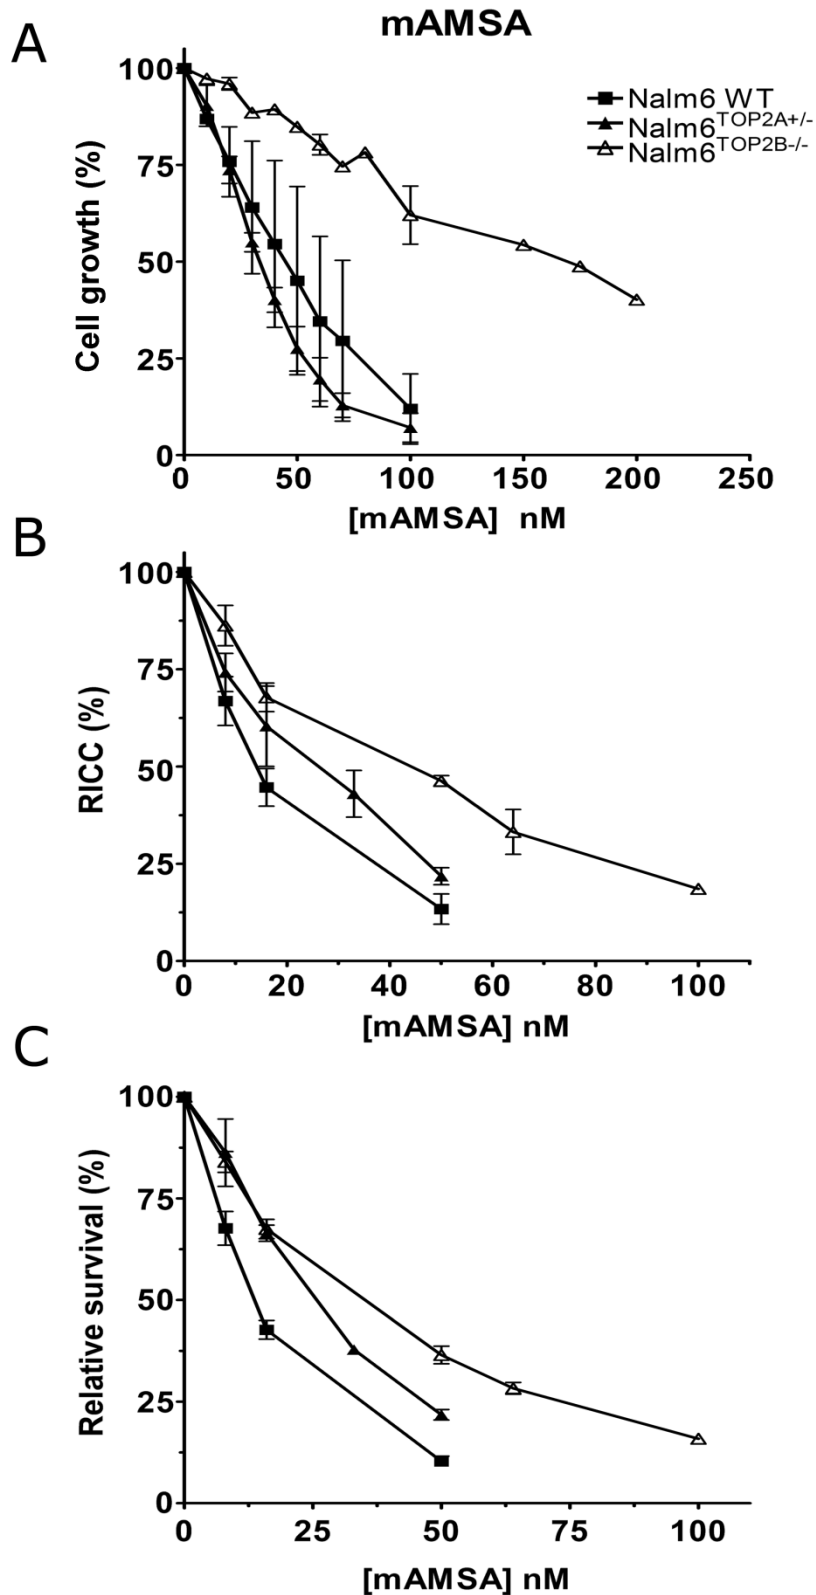 mAMSA
A
100
75
50
25
0
Cell growth (%)
Nalm6 WT
Nalm6TOP2A+/-
Nalm6TOP2B-/-
0 50 100 150 200 250
[mAMSA] nM
B
100
75
50
25
0
RICC (%)
0 20 40 60 80 100
[mAMSA] nM
C
100
75
50
25
0
Relative survival (%)
0 25 50 75 100
[mAMSA] nM